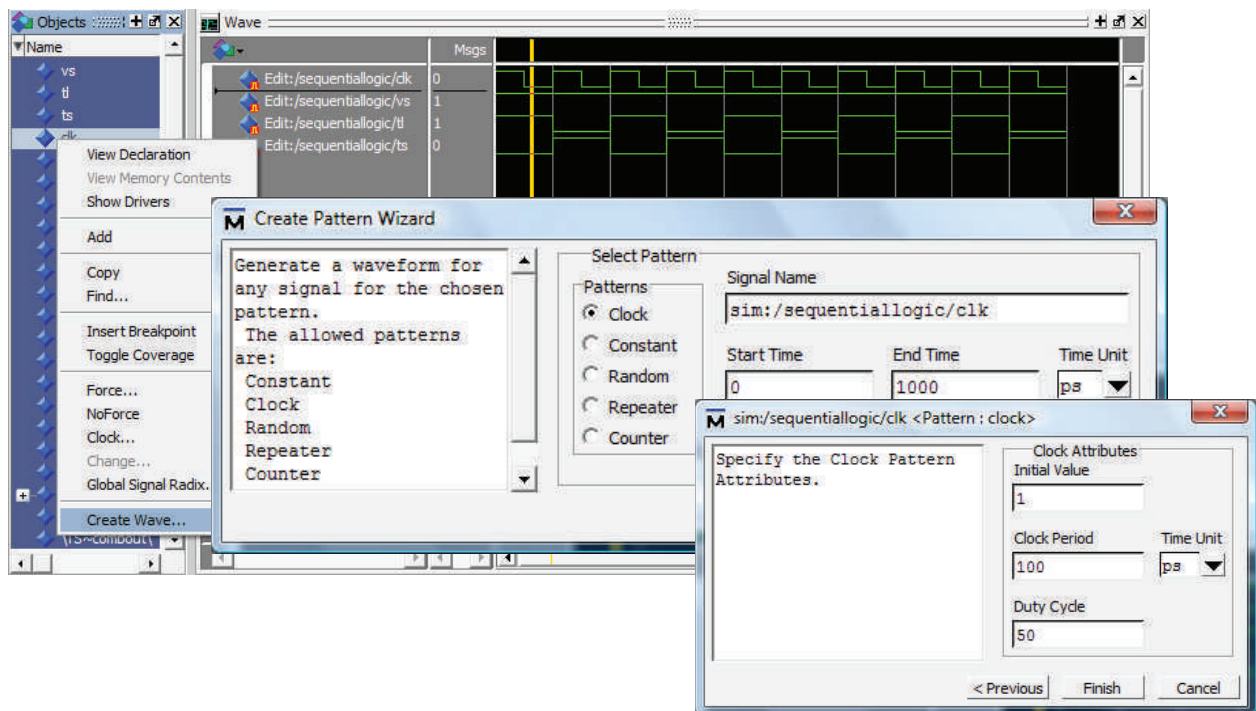 Objects
Name
vs
tl
ts
clk
View Declaration
View Memory Contents
Show Drivers
Add
Copy
Find...
Insert Breakpoint
Toggle Coverage
Force...
NoForce
Clock...
Change...
Global Signal Radix.
Create Wave...
\TS~combout\
Wave
Msgs
Edit:/sequentiallogic/clk 0
Edit:/sequentiallogic/vs 1
Edit:/sequentiallogic/tl 1
Edit:/sequentiallogic/ts 0
Create Pattern Wizard
Generate a waveform for
any signal for the chosen
pattern.
The allowed patterns
are:
Constant
Clock
Random
Repeater
Counter
Select Pattern
Patterns
Clock
Constant
Random
Repeater
Counter
Signal Name
sim:/sequentiallogic/clk
Start Time End Time Time Unit
0 1000 ps
sim:/sequentiallogic/clk <Pattern : clock>
Specify the Clock Pattern
Attributes.
Clock Attributes
Initial Value
1
Clock Period Time Unit
100 ps
Duty Cycle
50
< Previous Finish Cancel